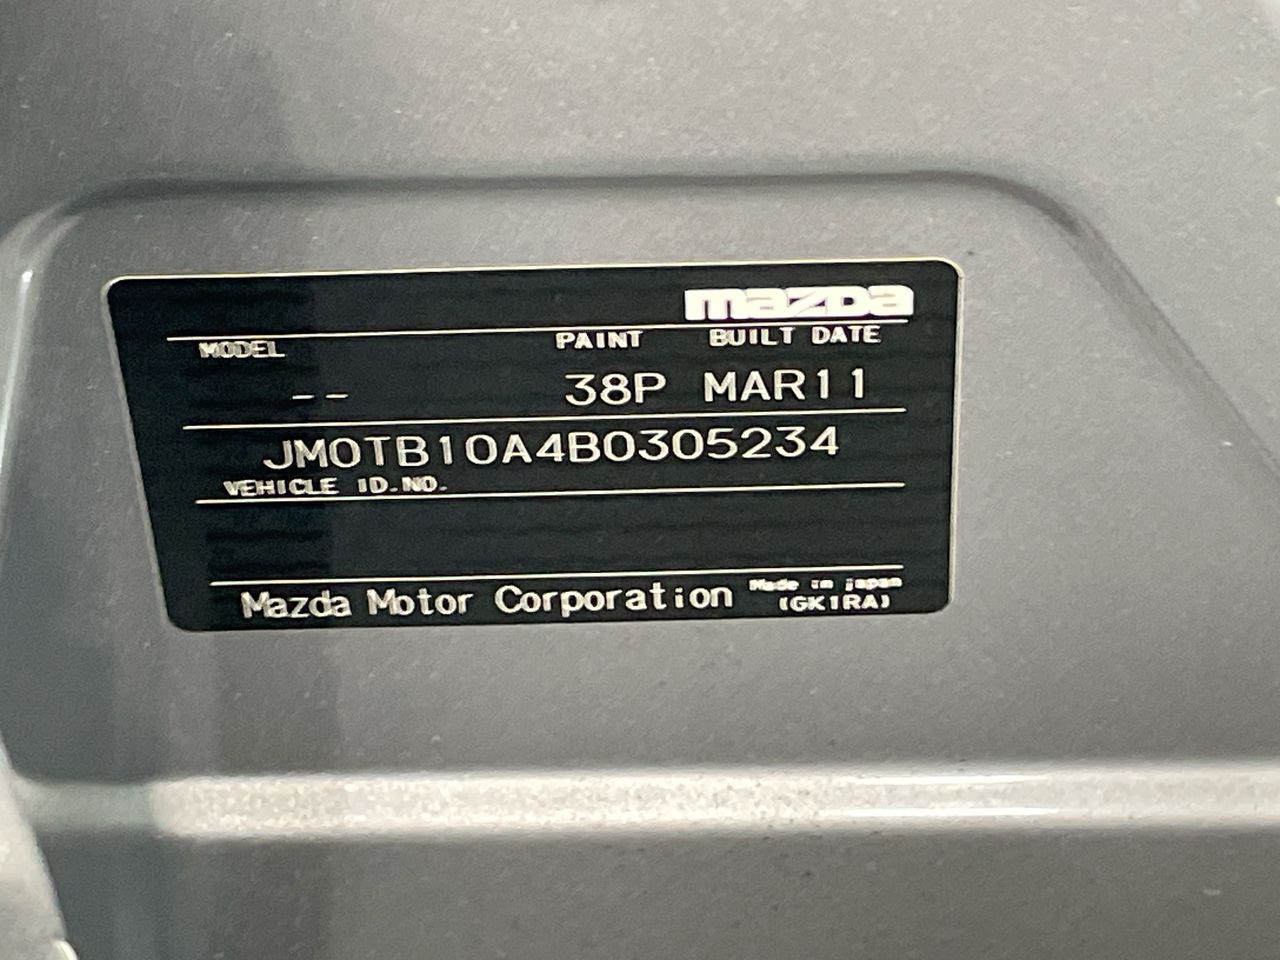 mazda
MODEL PAINT BUILT DATE
-- 38P MAR11
JM0TB10A4B0305234
VEHICLE ID.NO.
Mazda Motor Corporation Made in japan
(GK1RA)